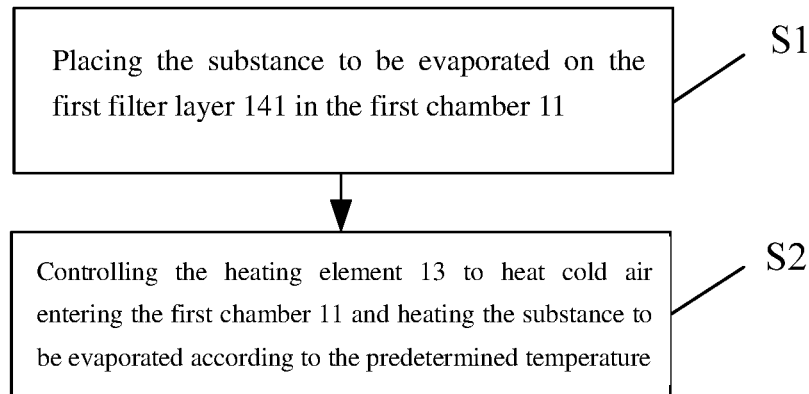 Placing the substance to be evaporated on the
first filter layer 141 in the first chamber 11
S1
Controlling the heating element 13 to heat cold air
entering the first chamber 11 and heating the substance to
be evaporated according to the predetermined temperature
S2